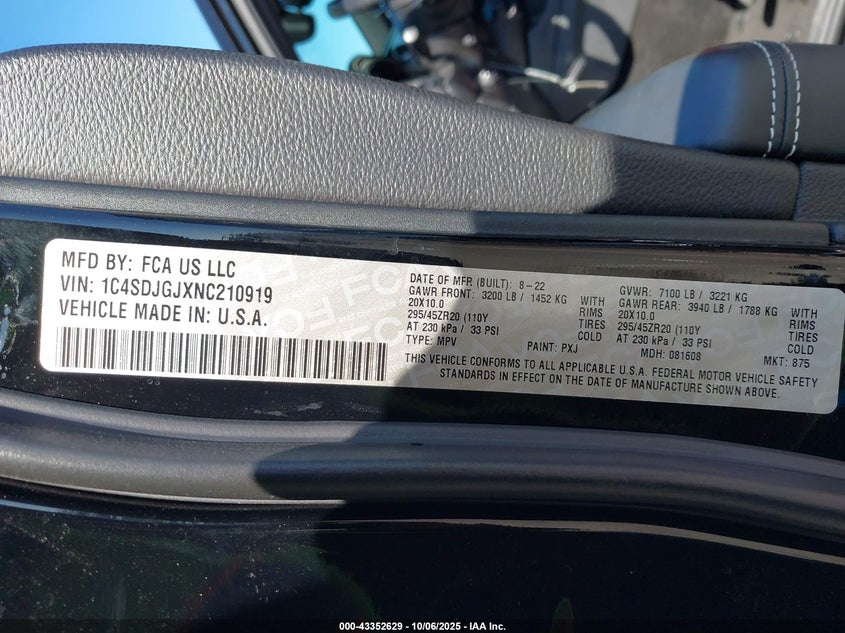 MFD BY: FCA US LLC
VIN: 1C4SDJGJXNC210919
VEHICLE MADE IN: U.S.A.
DATE OF MFR (BUILT): 8-22 GVWR: 7100 LB / 3221 KG
GAWR FRONT: 3200 LB / 1452 KG WITH GAWR REAR: 3940 LB / 1788 KG WITH
20X10.0 RIMS 20X10.0 RIMS
295/45ZR20 (110Y TIRES 295/45ZR20 (110Y TIRES
AT 230 kPa / 33 PSI COLD AT 230 kPa / 33 PSI COLD
TYPE: MPV PAINT: PXJ MDH: 081608 MKT: 875
THIS VEHICLE CONFORMS TO ALL APPLICABLE U.S.A. FEDERAL MOTOR VEHICLE SAFETY
STANDARDS IN EFFECT ON THE DATE OF MANUFACTURE SHOWN ABOVE.
000-43352629 - 10/06/2025 - IAA Inc.